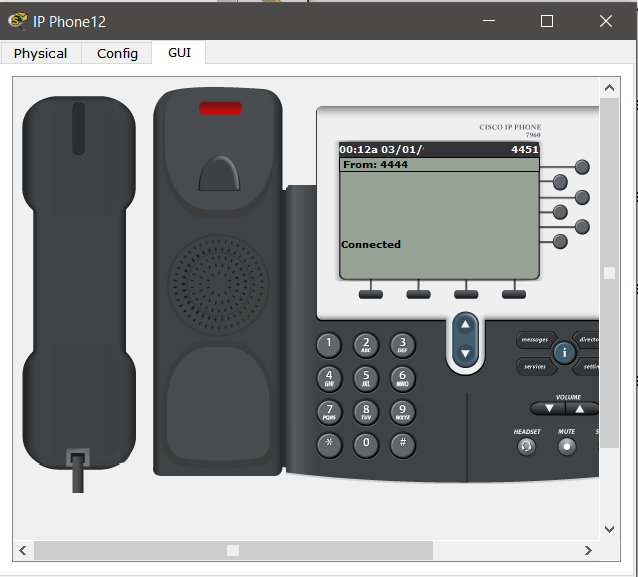 IP Phone12
Physical Config GUI
CISCO IP PHONE
7960
00:12a 03/01/ 4451
From: 4444
Connected
1 2 ABC 3 DEF
4 GHI 5 JKL 6 MNO
7 PQRS 8 TUV 9 WXYZ
* 0 #
messages
i
services
VOLUME
HEADSET MUTE